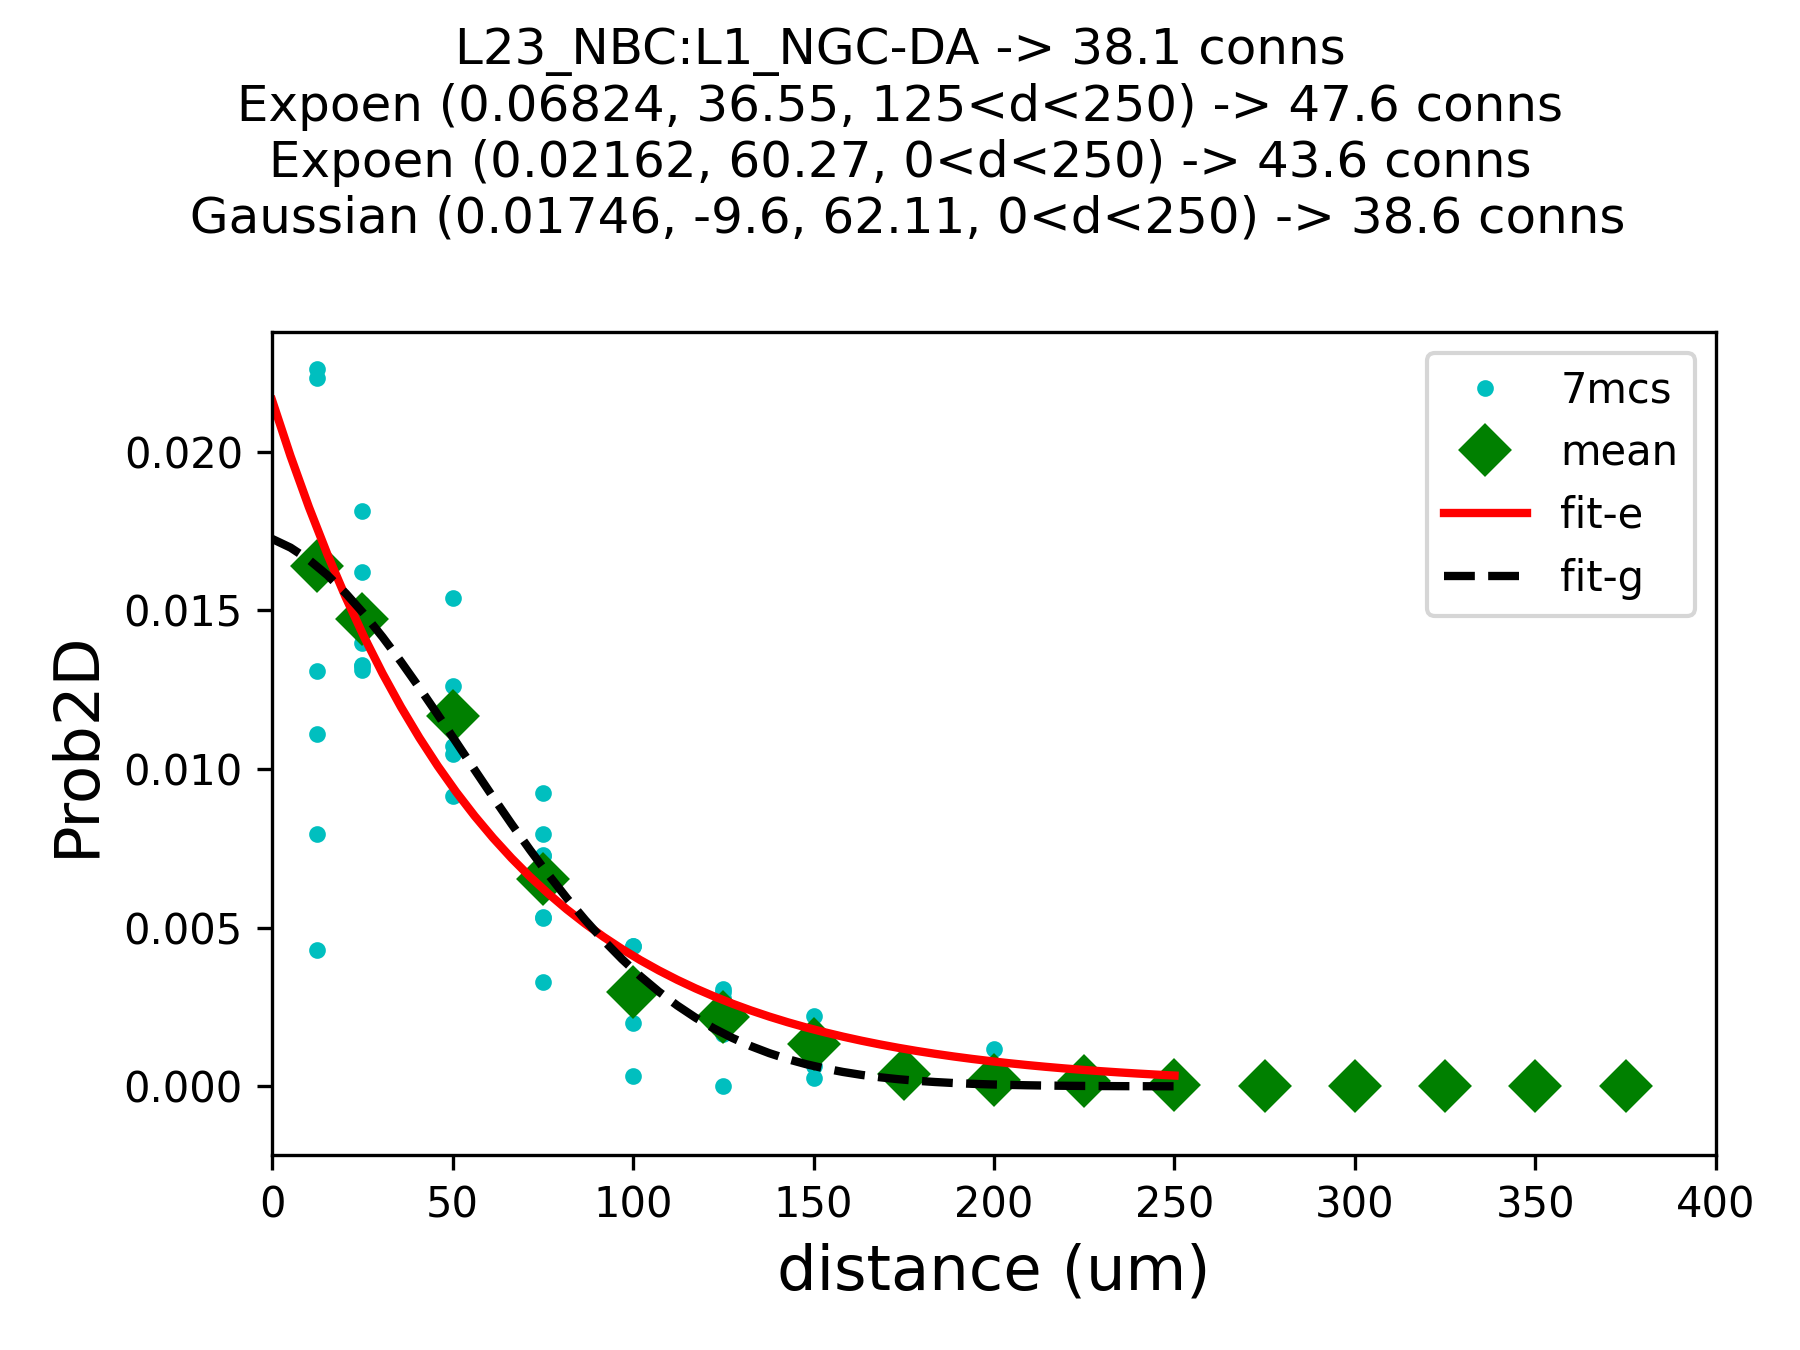 L23_NBC:L1_NGC-DA -> 38.1 conns
Expoen (0.06824, 36.55, 125<d<250) -> 47.6 conns
Expoen (0.02162, 60.27, 0<d<250) -> 43.6 conns
Gaussian (0.01746, -9.6, 62.11, 0<d<250) -> 38.6 conns
7mcs
mean
fit-e
fit-g
Prob2D
0.020
0.015
0.010
0.005
0.000
0 50 100 150 200 250 300 350 400
distance (um)